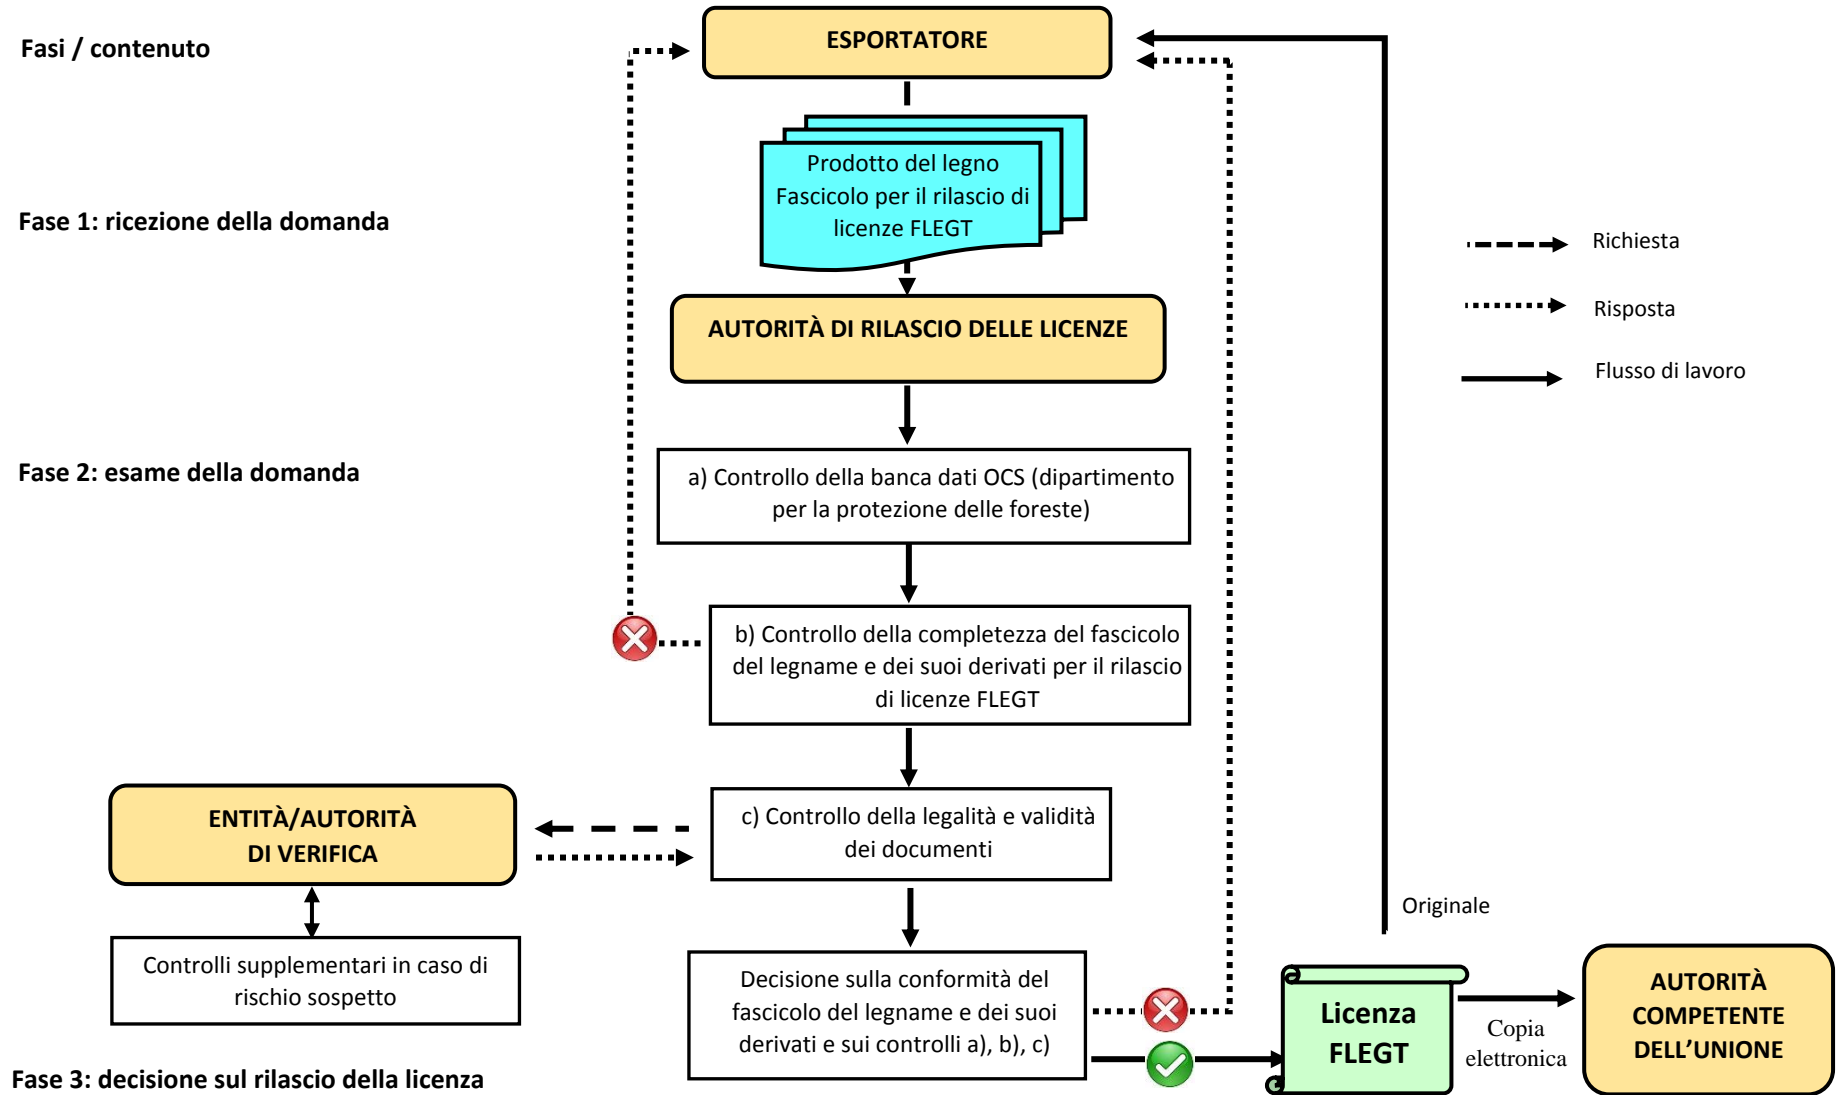 Fasi / contenuto
ESPORTATORE
Prodotto del legno
Fascicolo per il rilascio di
licenze FLEGT
Fase 1: ricezione della domanda
Richiesta
Risposta
Flusso di lavoro
AUTORITÀ DI RILASCIO DELLE LICENZE
Fase 2: esame della domanda
a) Controllo della banca dati OCS (dipartimento
per la protezione delle foreste)
b) Controllo della completezza del fascicolo
del legname e dei suoi derivati per il rilascio
di licenze FLEGT
ENTITÀ/AUTORITÀ
DI VERIFICA
c) Controllo della legalità e validità
dei documenti
Controlli supplementari in caso di
rischio sospetto
Decisione sulla conformità del
fascicolo del legname e dei suoi
derivati e sui controlli a), b), c)
Originale
Licenza
FLEGT
Copia
elettronica
AUTORITÀ
COMPETENTE
DELL’UNIONE
Fase 3: decisione sul rilascio della licenza